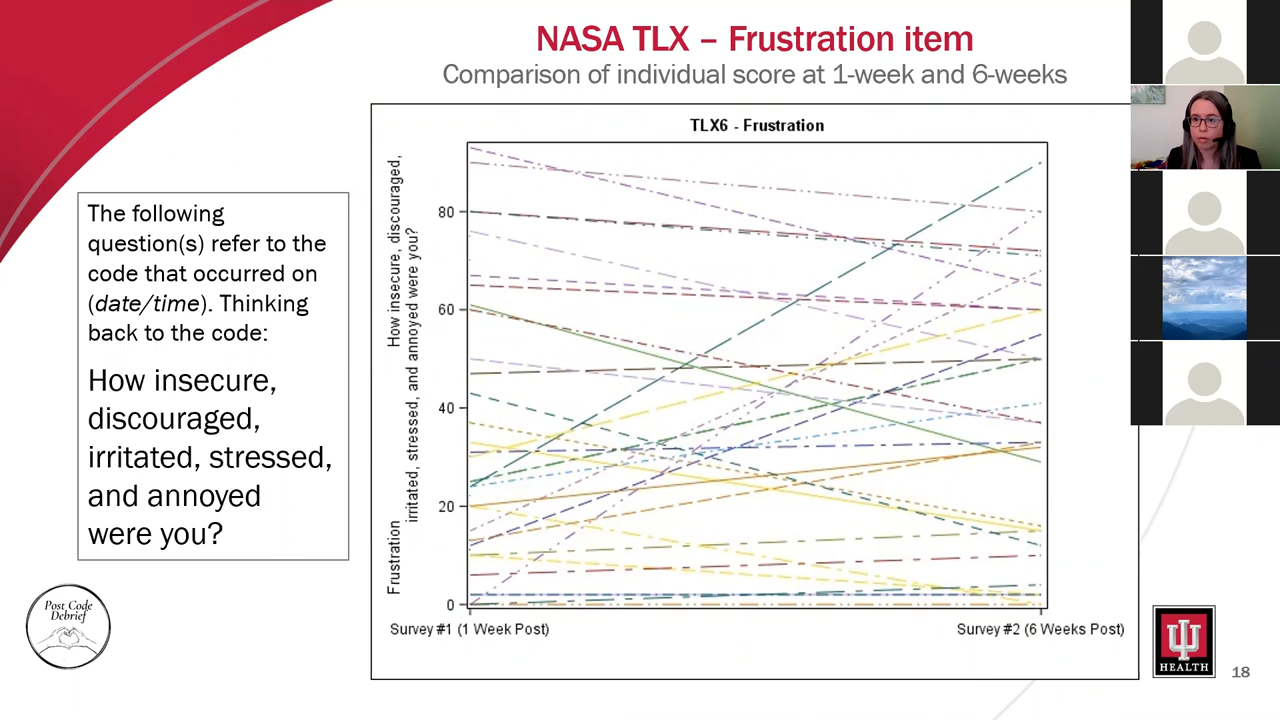 NASA TLX – Frustration item
Comparison of individual score at 1-week and 6-weeks
The following
question(s) refer to the
code that occurred on
(date/time). Thinking
back to the code:
How insecure,
discouraged,
irritated, stressed,
and annoyed
were you?
TLX6 - Frustration
Frustration
How insecure, discouraged,
irritated, stressed, and annoyed were you?
80
60
40
20
0
Survey #1 (1 Week Post)
Survey #2 (6 Weeks Post)
Post Code
Debrief
HEALTH
18